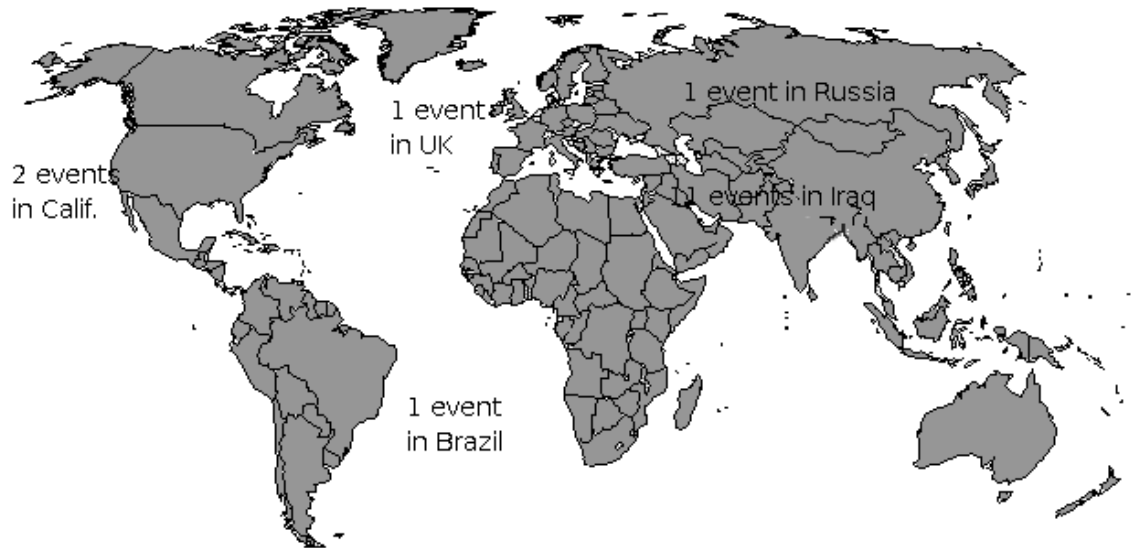 1 event in Russia
1 event
in UK
2 events
in Calif.
11 events in Iraq
1 event
in Brazil